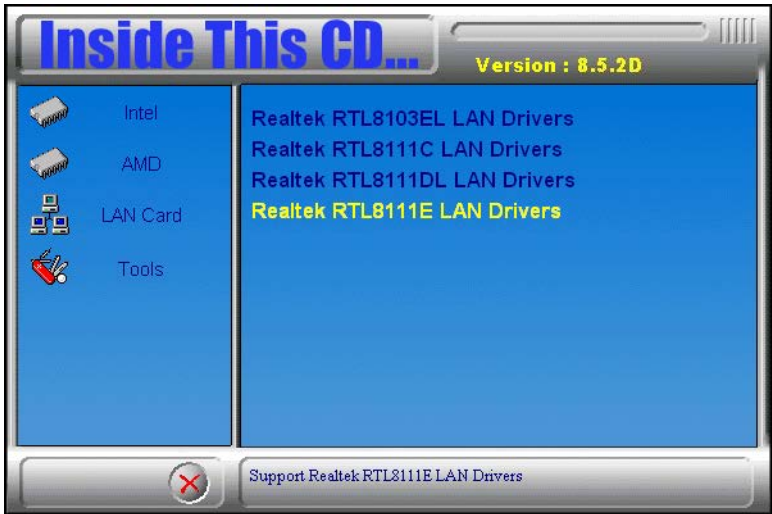 Inside This CD...
Version : 8.5.2D
Intel
AMD
LAN Card
Tools
Realtek RTL8103EL LAN Drivers
Realtek RTL8111C LAN Drivers
Realtek RTL8111DL LAN Drivers
Realtek RTL8111E LAN Drivers
Support Realtek RTL8111E LAN Drivers